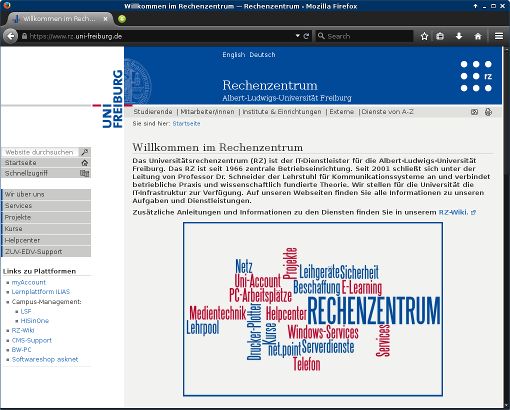 Willkommen im Rechenzentrum — Rechenzentrum - Mozilla Firefox
Willkommen im Rech...
https://www.rz.uni-freiburg.de
Search
English Deutsch
Rechenzentrum
Albert-Ludwigs-Universität Freiburg
rz
UNI
FREIBURG
Studierende | Mitarbeiter/innen | Institute & Einrichtungen | Externe | Dienste von A-Z
Sie sind hier: Startseite
Website durchsuchen
Startseite
Schnellzugriff
Wir über uns
Services
Projekte
Kurse
Helpcenter
ZUV-EDV-Support
Links zu Plattformen
myAccount
Lernplattform ILIAS
Campus-Management:
LSF
HISinOne
RZ-Wiki
CMS-Support
BW-PC
Softwareshop asknet
Willkommen im Rechenzentrum
Das Universitätsrechenzentrum (RZ) ist der IT-Dienstleister für die Albert-Ludwigs-Universität
Freiburg. Das RZ ist seit 1966 zentrale Betriebseinrichtung. Seit 2001 schließt sich unter der
Leitung von Professor Dr. Schneider der Lehrstuhl für Kommunikationssysteme an und verbindet
betriebliche Praxis und wissenschaftlich fundierte Theorie. Wir stellen für die Universität die
IT-Infrastruktur zur Verfügung. Auf unseren Webseiten finden Sie alle Informationen zu unseren
Aufgaben und Dienstleistungen.
Zusätzliche Anleitungen und Informationen zu den Diensten finden Sie in unserem RZ-Wiki.
Netz
Projekte
Leihgeräte
Sicherheit
Uni-Account
Beschaffung
E-Learning
PC-Arbeitsplätze
RECHENZENTRUM
Medientechnik
Helpcenter
Lehrpool
Drucker-Plotter
Kurse
Windows-Services
net.point
Serverdienste
Services
Telefon